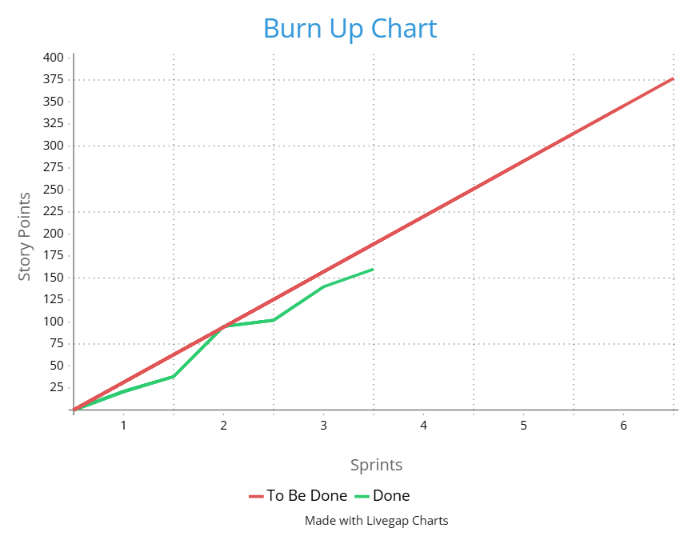 Burn Up Chart
400
375
350
325
300
275
250
225
200
175
150
125
100
75
50
25
Story Points
1 2 3 4 5 6
Sprints
To Be Done Done
Made with Livegap Charts